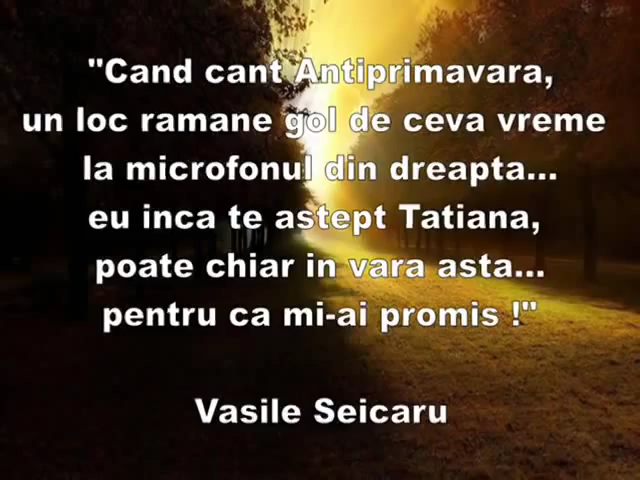 "Cand cant Antiprimavara,
un loc ramane gol de ceva vreme
la microfonul din dreapta...
eu inca te astept Tatiana,
poate chiar in vara asta...
pentru ca mi-ai promis !"
Vasile Seicaru